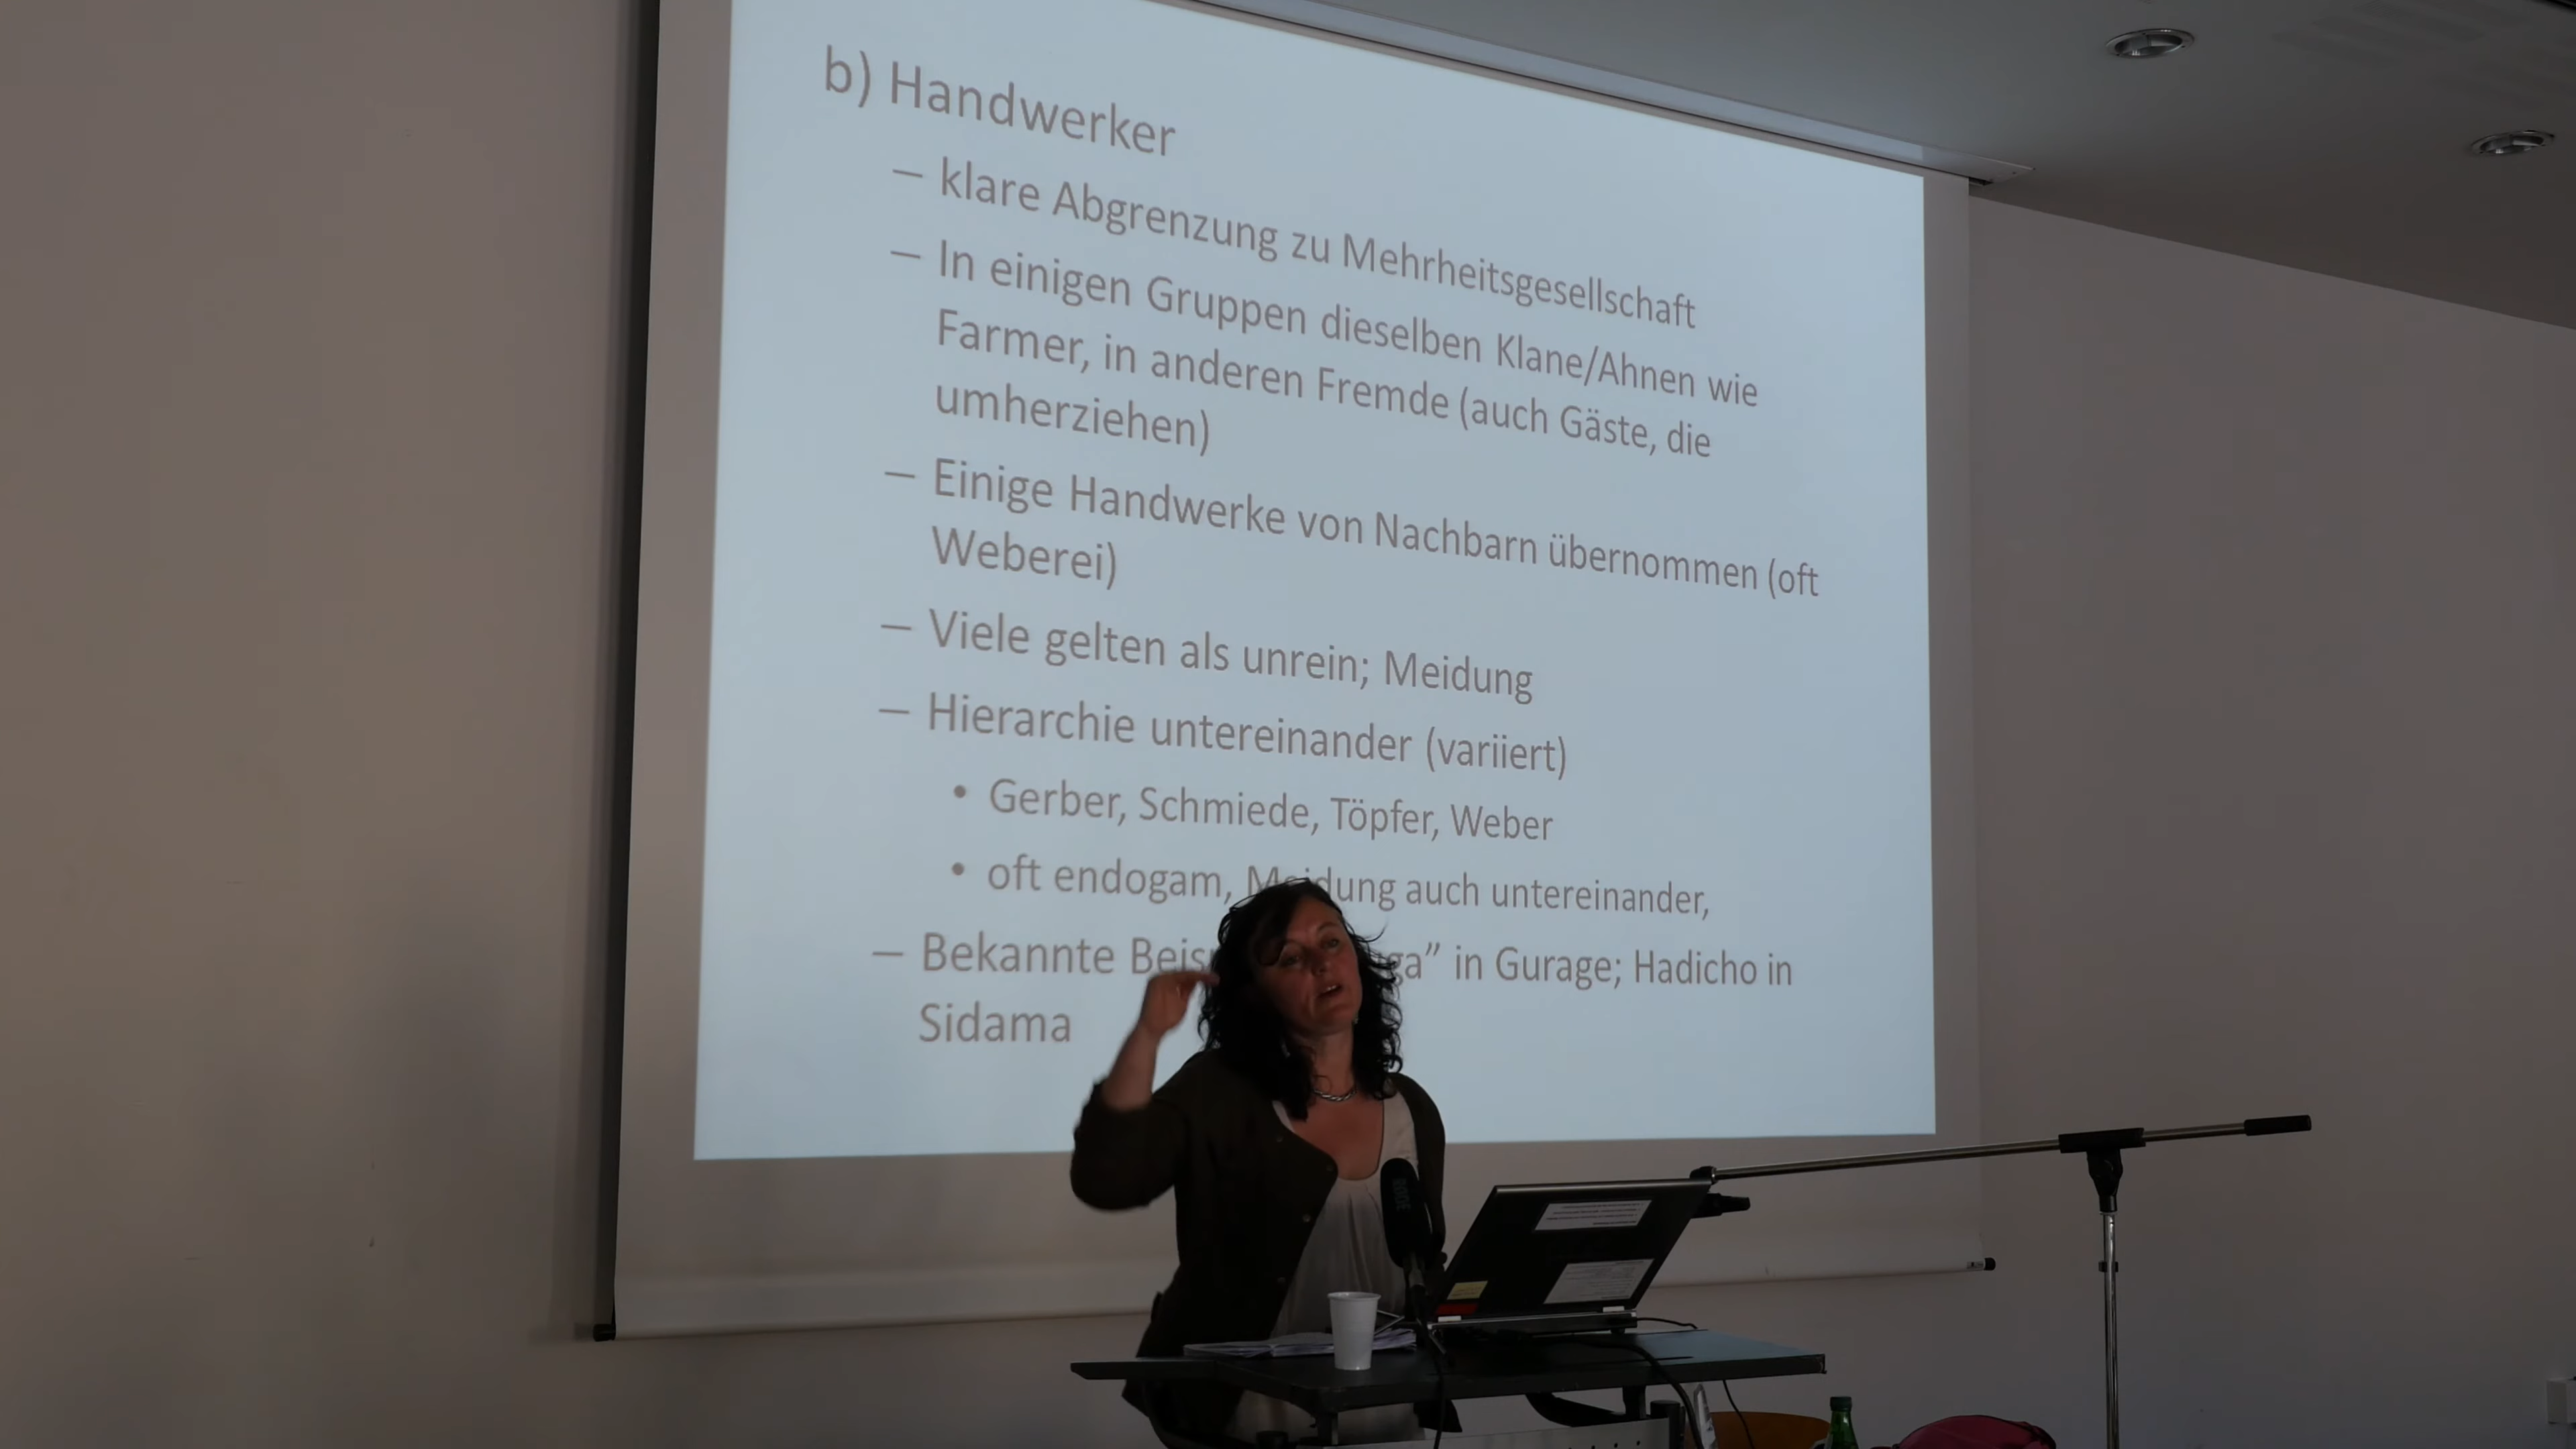 b) Handwerker
– klare Abgrenzung zu Mehrheitsgesellschaft
– In einigen Gruppen dieselben Klane/Ahnen wie
Farmer, in anderen Fremde (auch Gäste, die
umherziehen)
– Einige Handwerke von Nachbarn übernommen (oft
Weberei)
– Viele gelten als unrein; Meidung
– Hierarchie untereinander (variiert)
• Gerber, Schmiede, Töpfer, Weber
• oft endogam, Meidung auch untereinander,
– Bekannte in Gurage; Hadicho in
Sidama
RODE